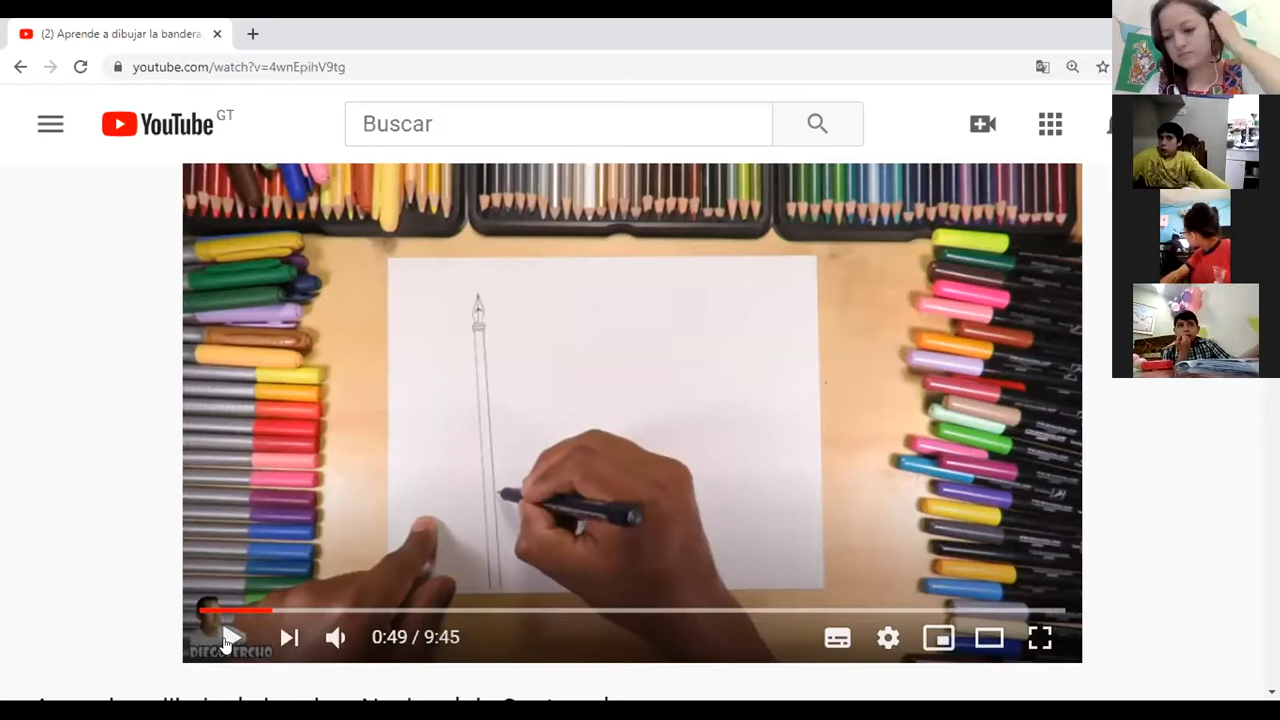 (2) Aprende a dibujar la bandera
youtube.com/watch?v=4wnEpihV9tg
YouTube GT
Buscar
0:49 / 9:45